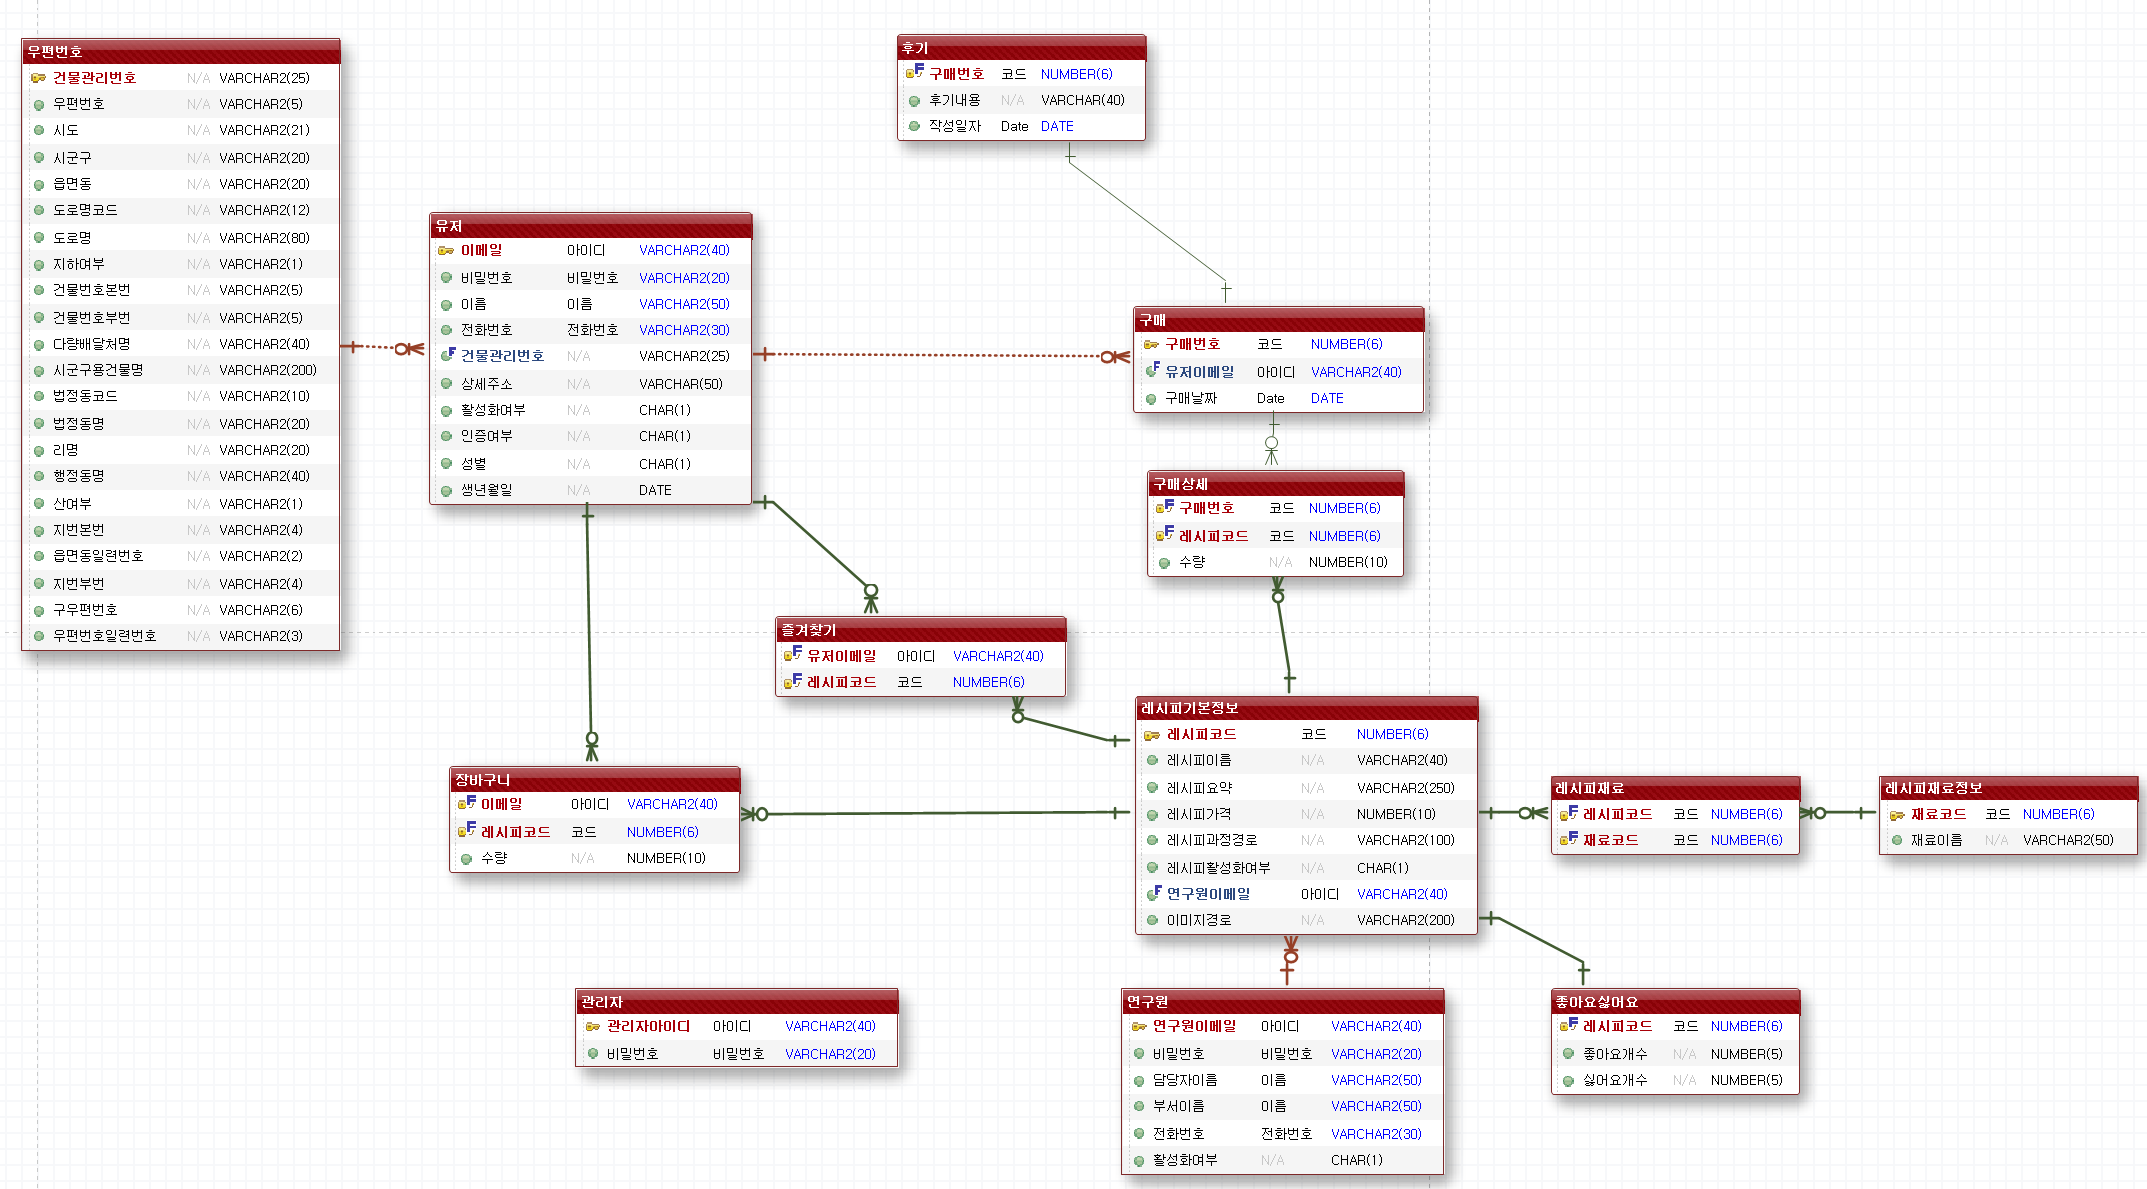 우편번호
건물관리번호 N/A VARCHAR2(25)
우편번호 N/A VARCHAR2(5)
시도 N/A VARCHAR2(21)
시군구 N/A VARCHAR2(20)
읍면동 N/A VARCHAR2(20)
도로명코드 N/A VARCHAR2(12)
도로명 N/A VARCHAR2(80)
지하여부 N/A VARCHAR2(1)
건물번호본번 N/A VARCHAR2(5)
건물번호부번 N/A VARCHAR2(5)
다량배달처명 N/A VARCHAR2(40)
시군구용건물명 N/A VARCHAR2(200)
법정동코드 N/A VARCHAR2(10)
법정동명 N/A VARCHAR2(20)
리명 N/A VARCHAR2(20)
행정동명 N/A VARCHAR2(40)
산여부 N/A VARCHAR2(1)
지번본번 N/A VARCHAR2(4)
읍면동일련번호 N/A VARCHAR2(2)
지번부번 N/A VARCHAR2(4)
구우편번호 N/A VARCHAR2(6)
우편번호일련번호 N/A VARCHAR2(3)
유저
이메일 아이디 VARCHAR2(40)
비밀번호 비밀번호 VARCHAR2(20)
이름 이름 VARCHAR2(50)
전화번호 전화번호 VARCHAR2(30)
건물관리번호 N/A VARCHAR2(25)
상세주소 N/A VARCHAR(50)
활성화여부 N/A CHAR(1)
인증여부 N/A CHAR(1)
성별 N/A CHAR(1)
생년월일 N/A DATE
후기
구매번호 코드 NUMBER(6)
후기내용 N/A VARCHAR(40)
작성일자 Date DATE
구매
구매번호 코드 NUMBER(6)
유저이메일 아이디 VARCHAR2(40)
구매날짜 Date DATE
구매상세
구매번호 코드 NUMBER(6)
레시피코드 코드 NUMBER(6)
수량 N/A NUMBER(10)
즐겨찾기
유저이메일 아이디 VARCHAR2(40)
레시피코드 코드 NUMBER(6)
장바구니
이메일 아이디 VARCHAR2(40)
레시피코드 코드 NUMBER(6)
수량 N/A NUMBER(10)
레시피기본정보
레시피코드 코드 NUMBER(6)
레시피이름 N/A VARCHAR2(40)
레시피요약 N/A VARCHAR2(250)
레시피가격 N/A NUMBER(10)
레시피과정경로 N/A VARCHAR2(100)
레시피활성화여부 N/A CHAR(1)
연구원이메일 아이디 VARCHAR2(40)
이미지경로 N/A VARCHAR2(200)
레시피재료
레시피코드 코드 NUMBER(6)
재료코드 코드 NUMBER(6)
레시피재료정보
재료코드 코드 NUMBER(6)
재료이름 N/A VARCHAR2(50)
관리자
관리자아이디 아이디 VARCHAR2(40)
비밀번호 비밀번호 VARCHAR2(20)
연구원
연구원이메일 아이디 VARCHAR2(40)
비밀번호 비밀번호 VARCHAR2(20)
담당자이름 이름 VARCHAR2(50)
부서이름 이름 VARCHAR2(50)
전화번호 전화번호 VARCHAR2(30)
활성화여부 N/A CHAR(1)
좋아요싫어요
레시피코드 코드 NUMBER(6)
좋아요개수 N/A NUMBER(5)
싫어요개수 N/A NUMBER(5)